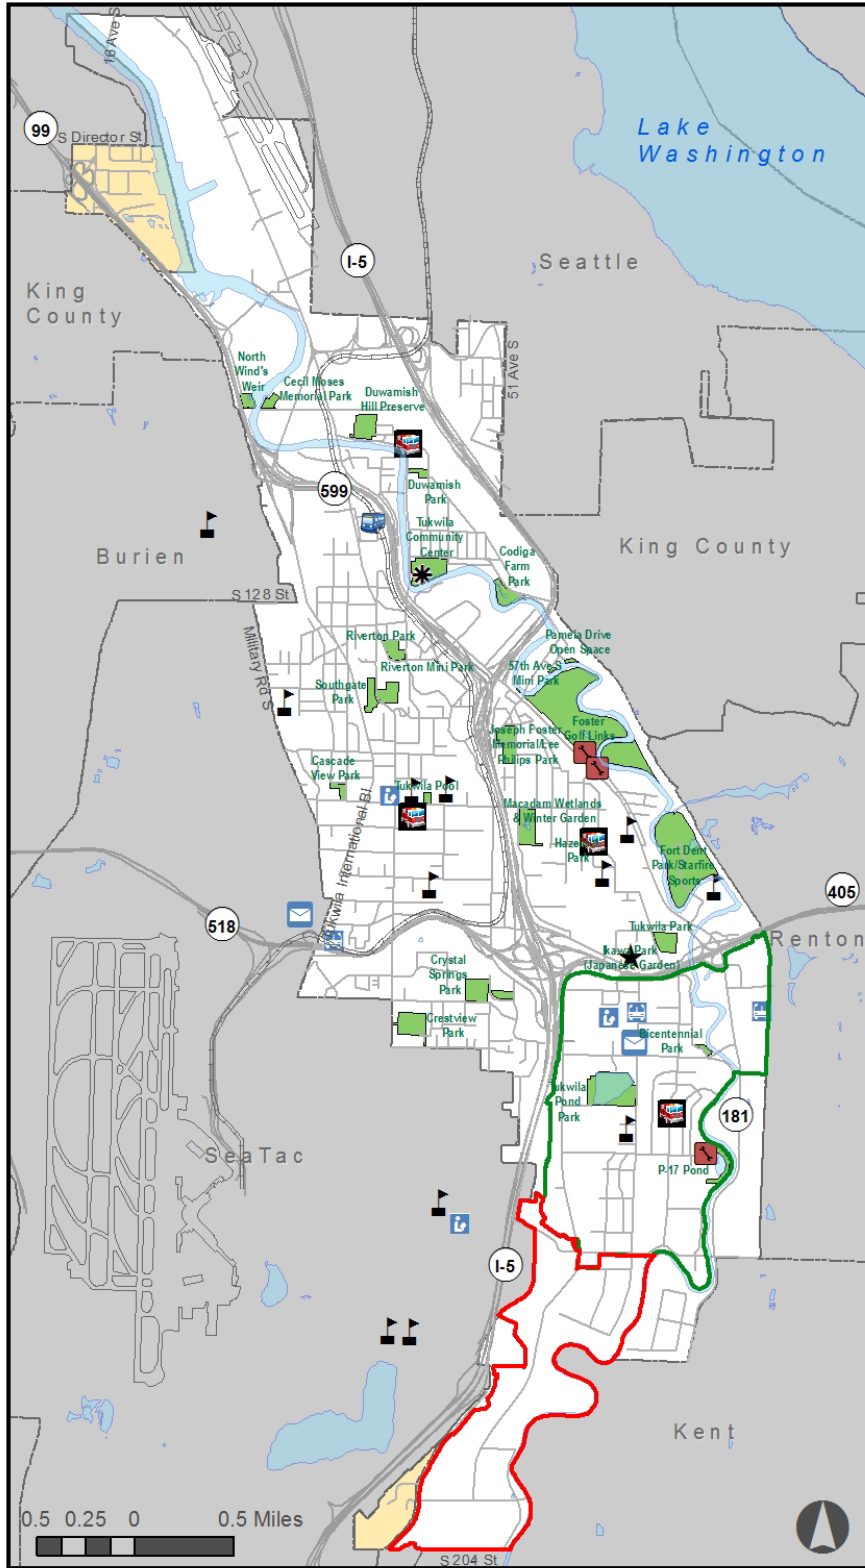 16 Ave S
99
S Director St
Lake
Washington
I-5
Seattle
King
County
51 Ave S
North
Wind's
Weir
Cecil Moses
Memorial Park
Duwamish
Hill Preserve
599
Duwamish
Park
Tukwila
Community
Center
Burien
King County
Codiga
Farm
Park
S 128 St
Military Rd S
Riverton Park
Riverton Mini Park
Pamela Drive
Open Space
57th Ave S
Mini Park
Southgate
Park
Foster
Golf Links
Joseph Foster
Memorial/Lee
Philips Park
Cascade
View Park
Tukwila Pool
Tukwila International Bl
Macadam Wetlands
& Winter Garden
Park
Fort Dent
Park/Starfire
Sports
405
518
Tukwila Park
Renton
Ikawa Park
(Japanese Garden)
Crystal
Springs
Park
Crestview
Park
Bicentennial
Park
Tukwila
Pond
Park
181
SeaTac
P-17 Pond
I-5
Kent
0.5 0.25 0 0.5 Miles
S 204 St